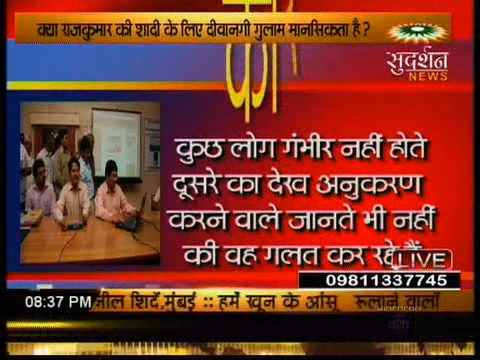 क्या राजकुमार की शादी के लिए दीवानगी गुलाम मानसिकता है ?
सुदर्शन
NEWS
कुछ लोग गंभीर नहीं होते
दूसरे का देख अनुकरण
करने वाले जानते भी नहीं
की वह गलत कर रहे हैं
LIVE
09811337745
08:37 PM
शिर्दे,मुंबई :: हमें खून के आंसू रूलाने वाला